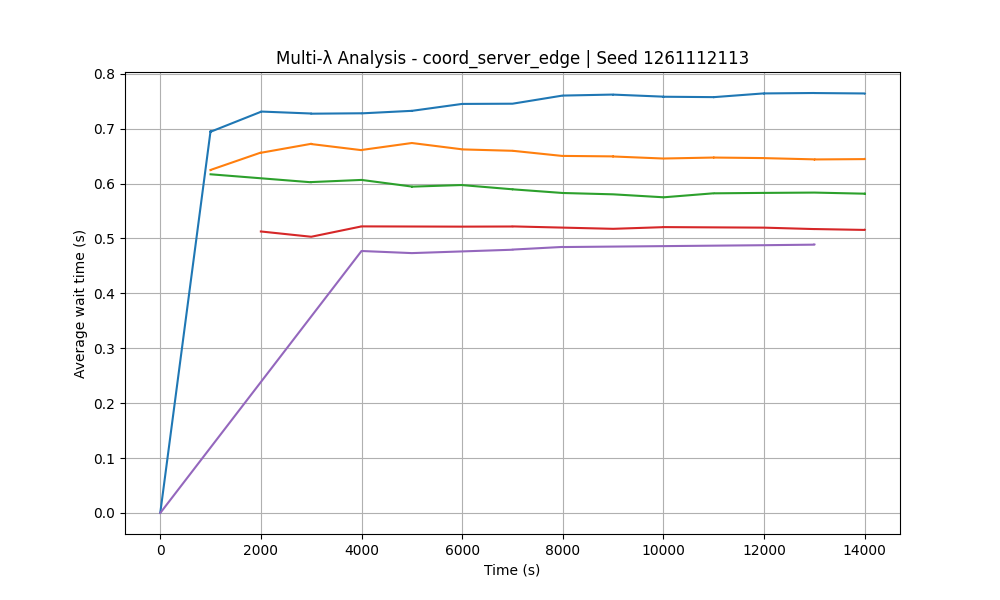 Multi-λ Analysis - coord_server_edge | Seed 1261112113
0.8
0.7
0.6
0.5
0.4
0.3
0.2
0.1
0.0
Average wait time (s)
0 2000 4000 6000 8000 10000 12000 14000
Time (s)